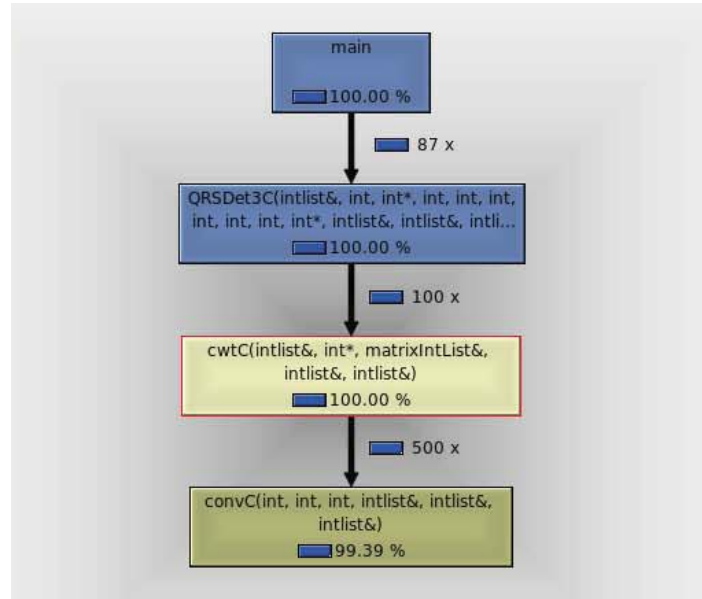 main
100.00 %
87 x
QRSDet3C(intlist&, int, int*, int, int, int,
int, int, int, int*, intlist&, intlist&, intli...
100.00 %
100 x
cwtC(intlist&, int*, matrixIntList&,
intlist&, intlist&)
100.00 %
500 x
convC(int, int, int, intlist&, intlist&,
intlist&)
99.39 %